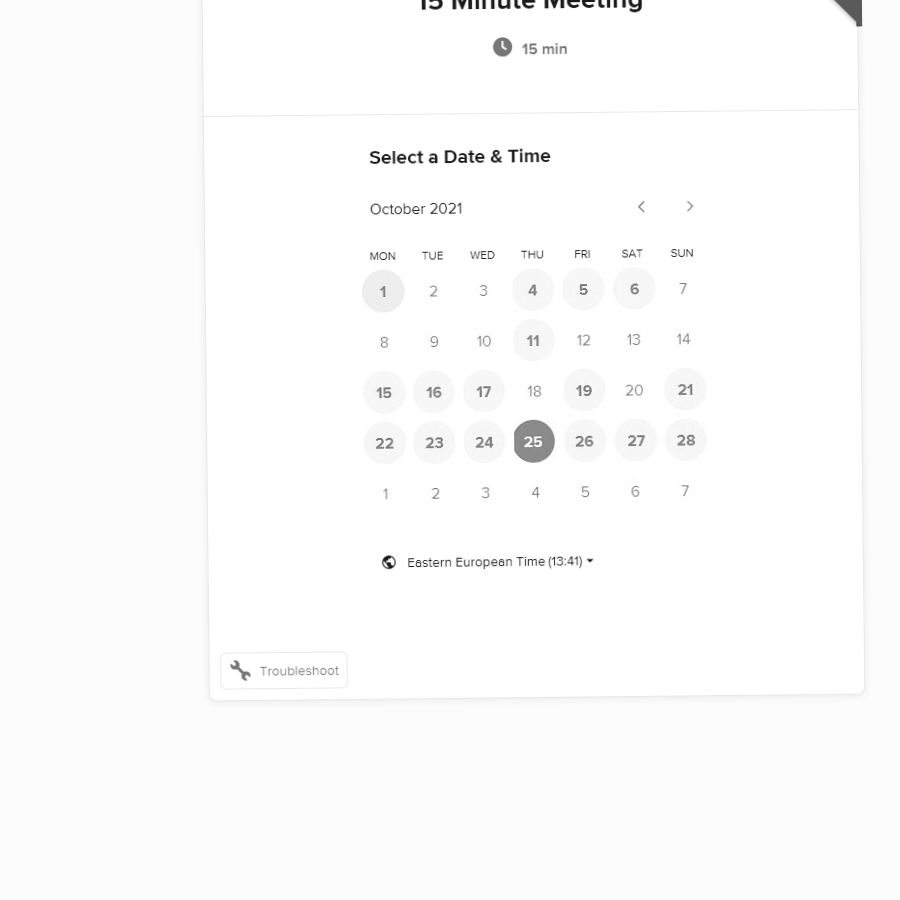 15 Minute Meeting
15 min
Select a Date & Time
October 2021
MON TUE WED THU FRI SAT SUN
1 2 3 4 5 6 7
8 9 10 11 12 13 14
15 16 17 18 19 20 21
22 23 24 25 26 27 28
1 2 3 4 5 6 7
Eastern European Time (13:41)
Troubleshoot